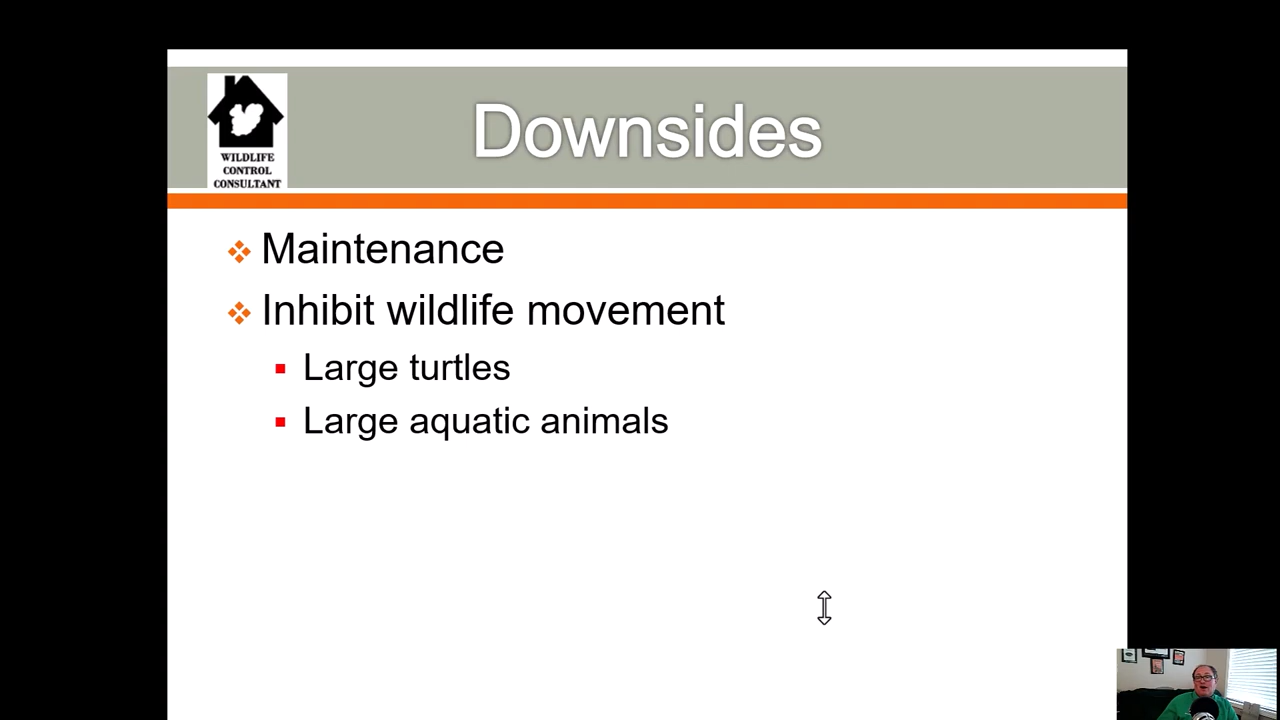 WILDLIFE
CONTROL
CONSULTANT
Downsides
Maintenance
Inhibit wildlife movement
Large turtles
Large aquatic animals